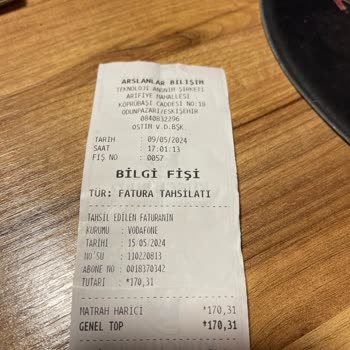 ARSLANLAR BİLİŞİM
TEKNOLOJİ ANONİM ŞİRKETİ
ARİFİYE MAHALLESİ
KÖPRÜBAŞI CADDESİ NO:18
ODUNPAZARI/ESKİŞEHİR
0840832296
OSTİM V.D.BŞK
TARİH : 09/05/2024
SAAT : 17:01:13
FİŞ NO : 0057
BİLGİ FİŞİ
TÜR: FATURA TAHSİLATI
TAHSİL EDİLEN FATURANIN
KURUMU : VODAFONE
TARİHİ : 15/05/2024
NO'SU : 110220813
ABONE NO : 0018370342
TUTARI : *170,31
MATRAH HARİCİ *170,31
GENEL TOP *170,31